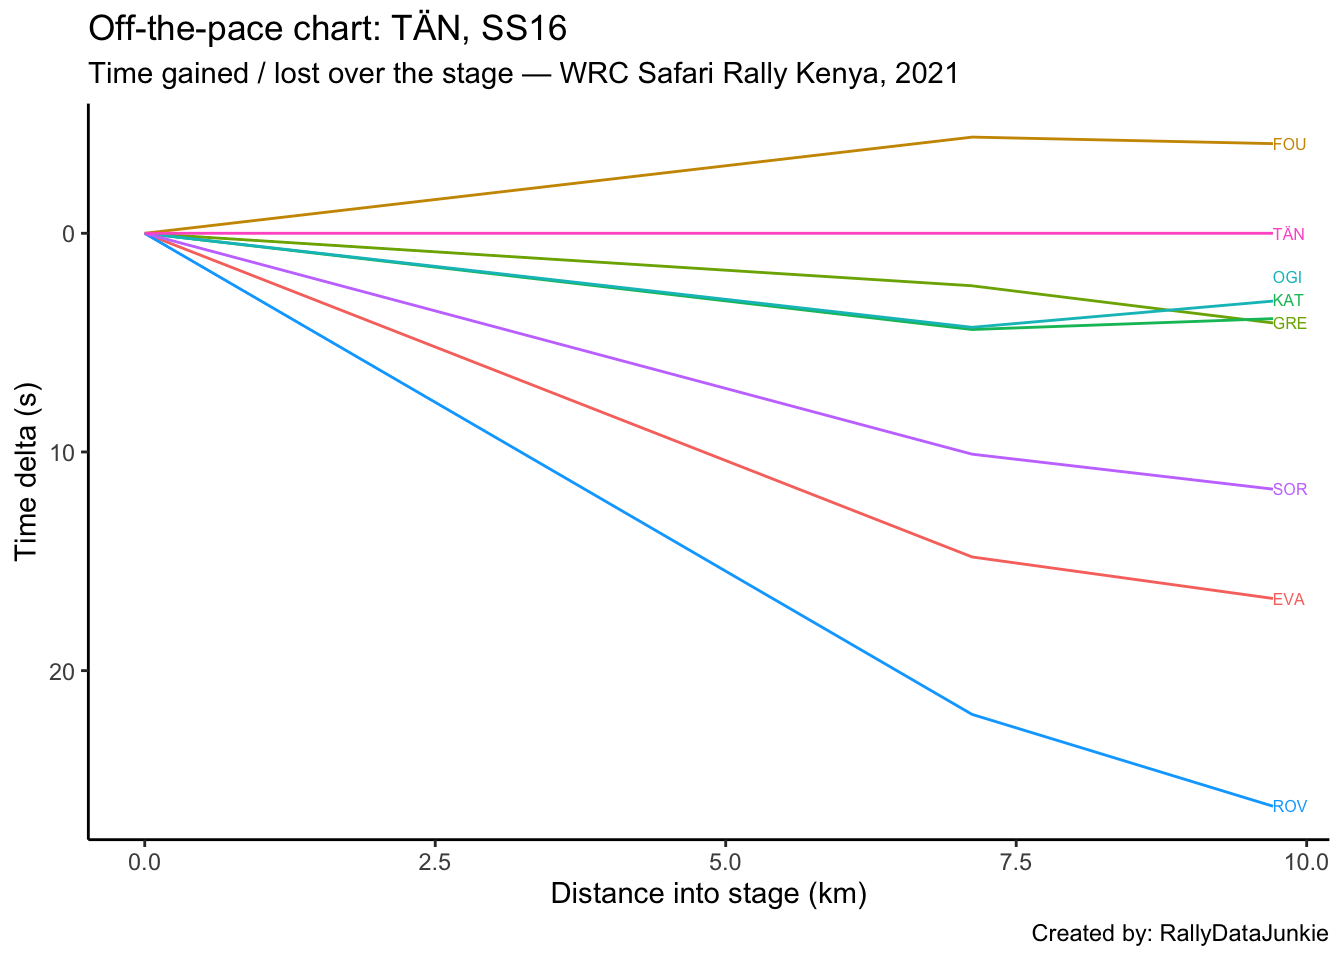 Off-the-pace chart: TÄN, SS16
Time gained / lost over the stage — WRC Safari Rally Kenya, 2021
FOU
0
TÄN
OGI
KAT
GRE
Time delta (s)
10
SOR
EVA
20
ROV
0.0 2.5 5.0 7.5 10.0
Distance into stage (km)
Created by: RallyDataJunkie